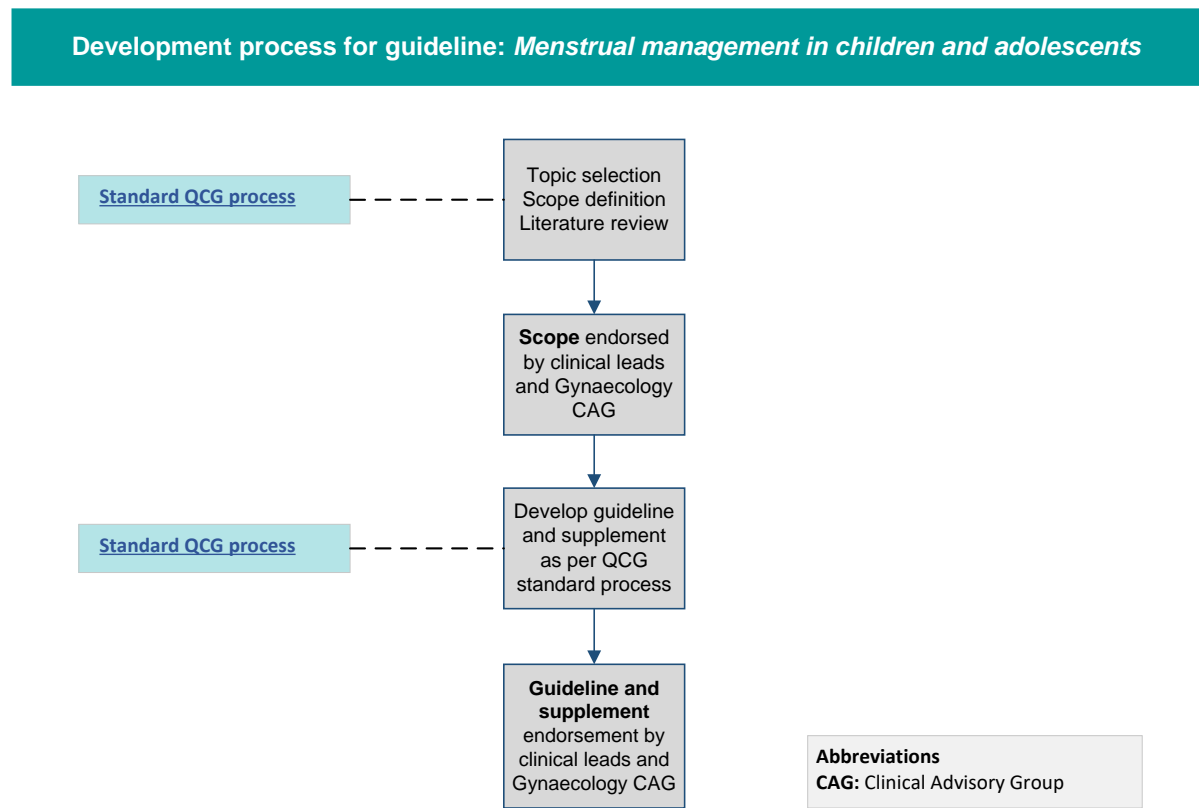 Development process for guideline: Menstrual management in children and adolescents
Standard QCG process
Topic selection
Scope definition
Literature review
Scope endorsed
by clinical leads
and Gynaecology
CAG
Standard QCG process
Develop guideline
and supplement
as per QCG
standard process
Guideline and
supplement
endorsement by
clinical leads and
Gynaecology CAG
Abbreviations
CAG: Clinical Advisory Group